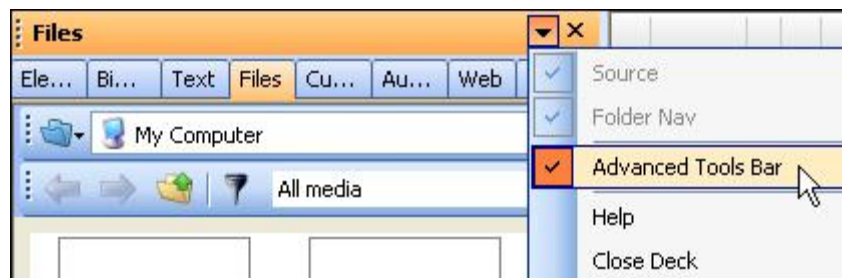 Files
Ele... Bi... Text Files Cu... Au... Web
My Computer
All media
Source
Folder Nav
Advanced Tools Bar
Help
Close Deck